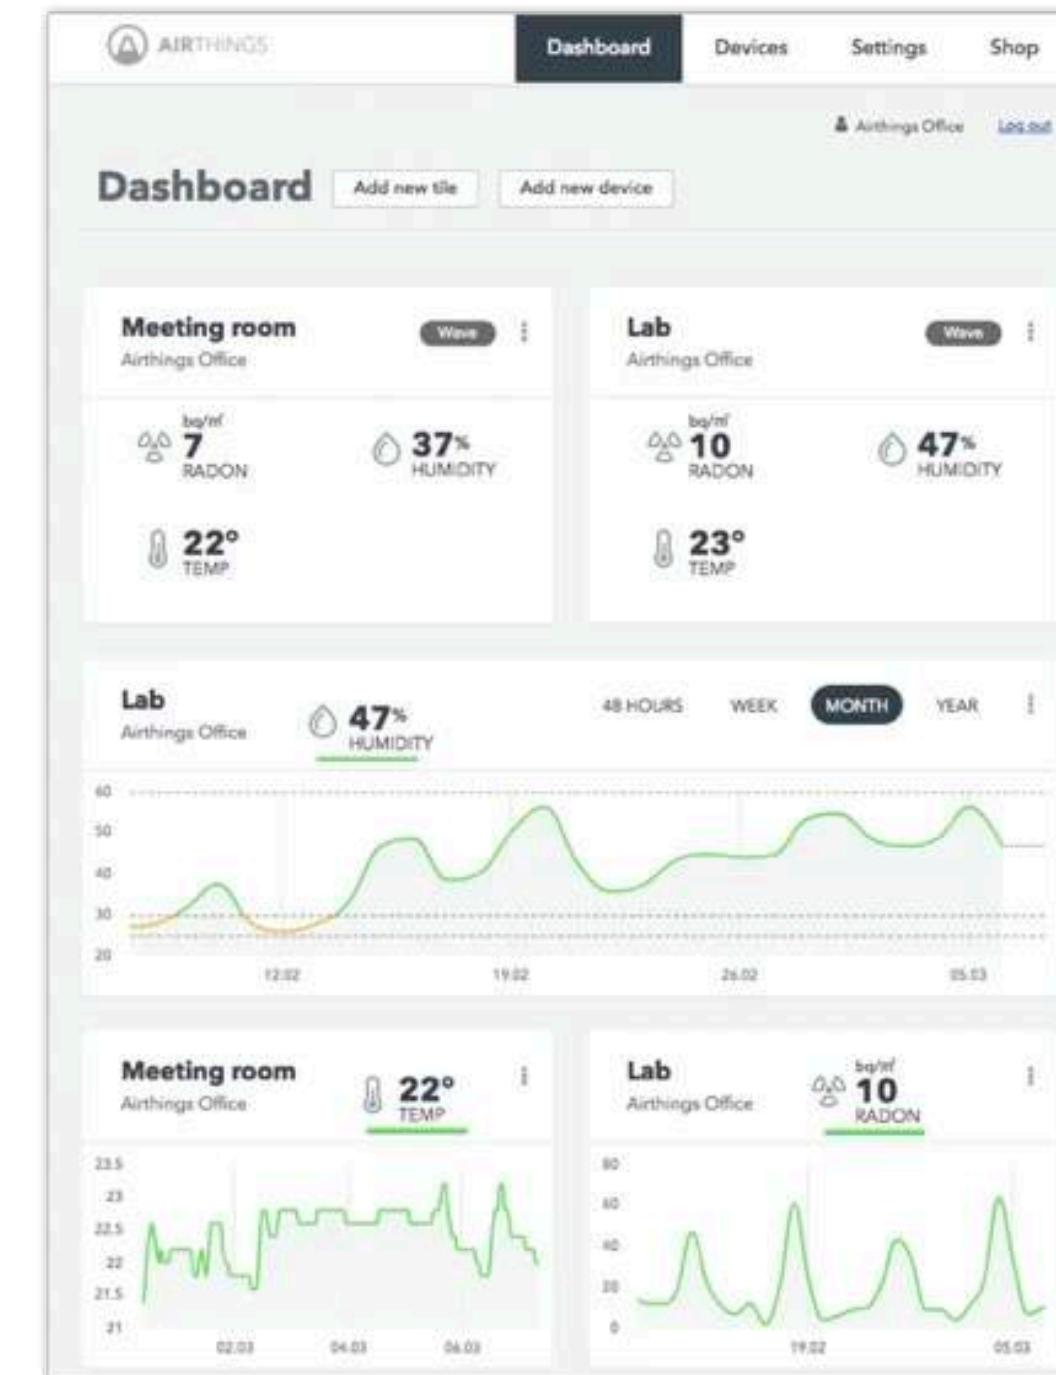 AIRTHINGS
Dashboard Devices Settings Shop
Airthings Office Log out
Dashboard Add new tile Add new device
Meeting room Wave
Airthings Office
bq/m³
7
RADON
37%
HUMIDITY
22°
TEMP
Lab Wave
Airthings Office
bq/m³
10
RADON
47%
HUMIDITY
23°
TEMP
Lab
Airthings Office
47%
HUMIDITY
48 HOURS WEEK MONTH YEAR
60
50
40
30
20
12.02 19.02 26.02 05.03
Meeting room
Airthings Office
22°
TEMP
23.5
23
22.5
22
21.5
21
02.03 04.03 06.03
Lab
Airthings Office
bq/m³
10
RADON
80
60
40
20
0
19.02 05.03